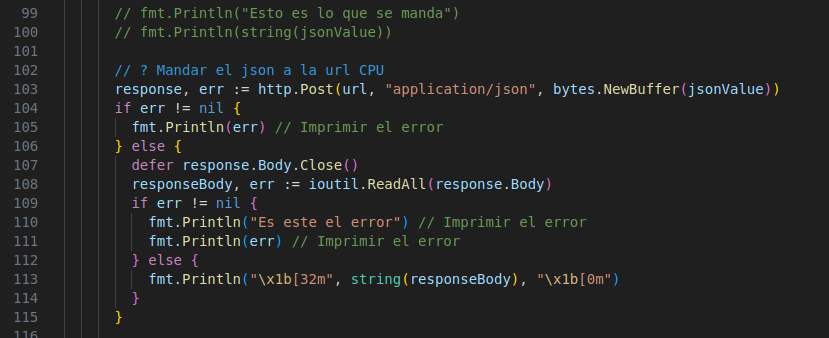 99 // fmt.Println("Esto es lo que se manda")
100 // fmt.Println(string(jsonValue))
101
102 // ? Mandar el json a la url CPU
103 response, err := http.Post(url, "application/json", bytes.NewBuffer(jsonValue))
104 if err != nil {
105 fmt.Println(err) // Imprimir el error
106 } else {
107 defer response.Body.Close()
108 responseBody, err := ioutil.ReadAll(response.Body)
109 if err != nil {
110 fmt.Println("Es este el error") // Imprimir el error
111 fmt.Println(err) // Imprimir el error
112 } else {
113 fmt.Println("\x1b[32m", string(responseBody), "\x1b[0m")
114 }
115 }
116